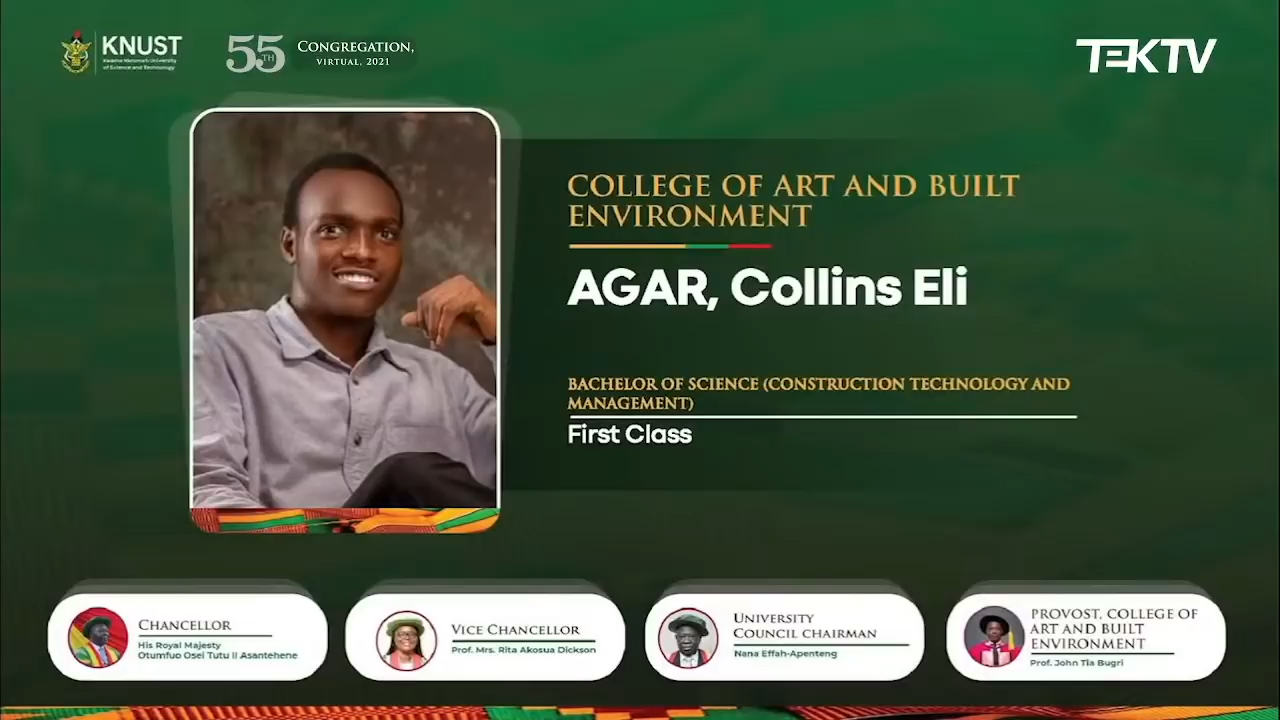 KNUST
Kwame Nkrumah University
of Science and Technology
55TH
CONGREGATION,
VIRTUAL, 2021
TEKTV
COLLEGE OF ART AND BUILT
ENVIRONMENT
AGAR, Collins Eli
BACHELOR OF SCIENCE (CONSTRUCTION TECHNOLOGY AND
MANAGEMENT)
First Class
CHANCELLOR
His Royal Majesty
Otumfuo Osei Tutu II Asantehene
VICE CHANCELLOR
Prof. Mrs. Rita Akosua Dickson
UNIVERSITY
COUNCIL CHAIRMAN
Nana Effah-Apenteng
PROVOST, COLLEGE OF
ART AND BUILT
ENVIRONMENT
Prof. John Tia Bugri